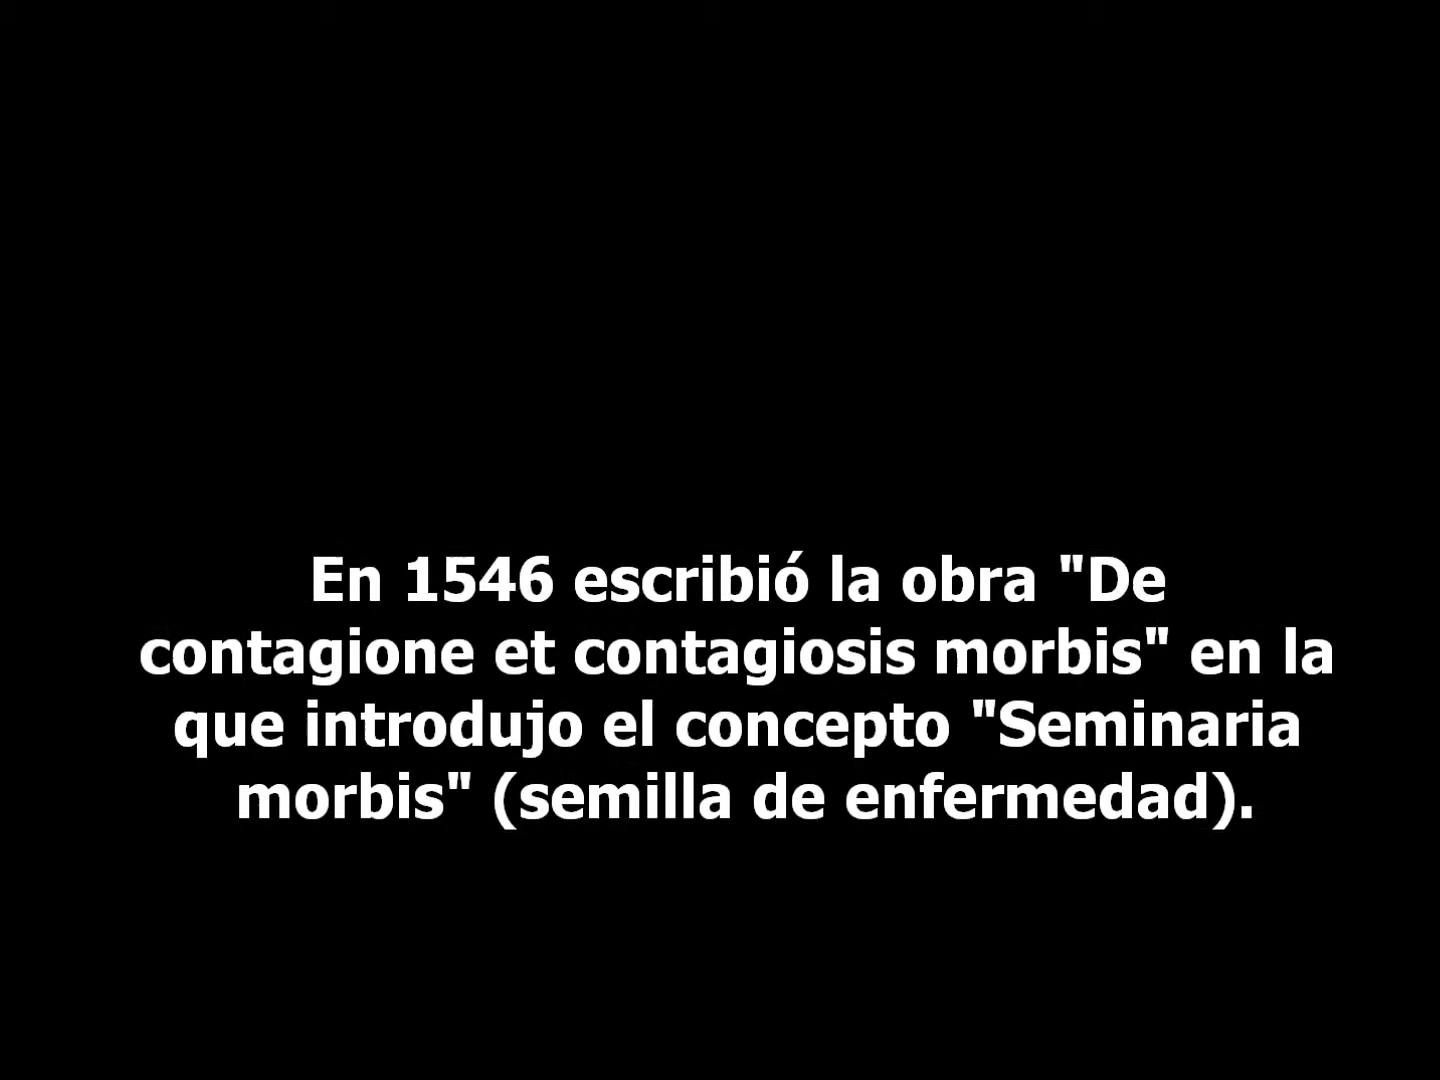 En 1546 escribió la obra "De
contagione et contagiosis morbis" en la
que introdujo el concepto "Seminaria
morbis" (semilla de enfermedad).